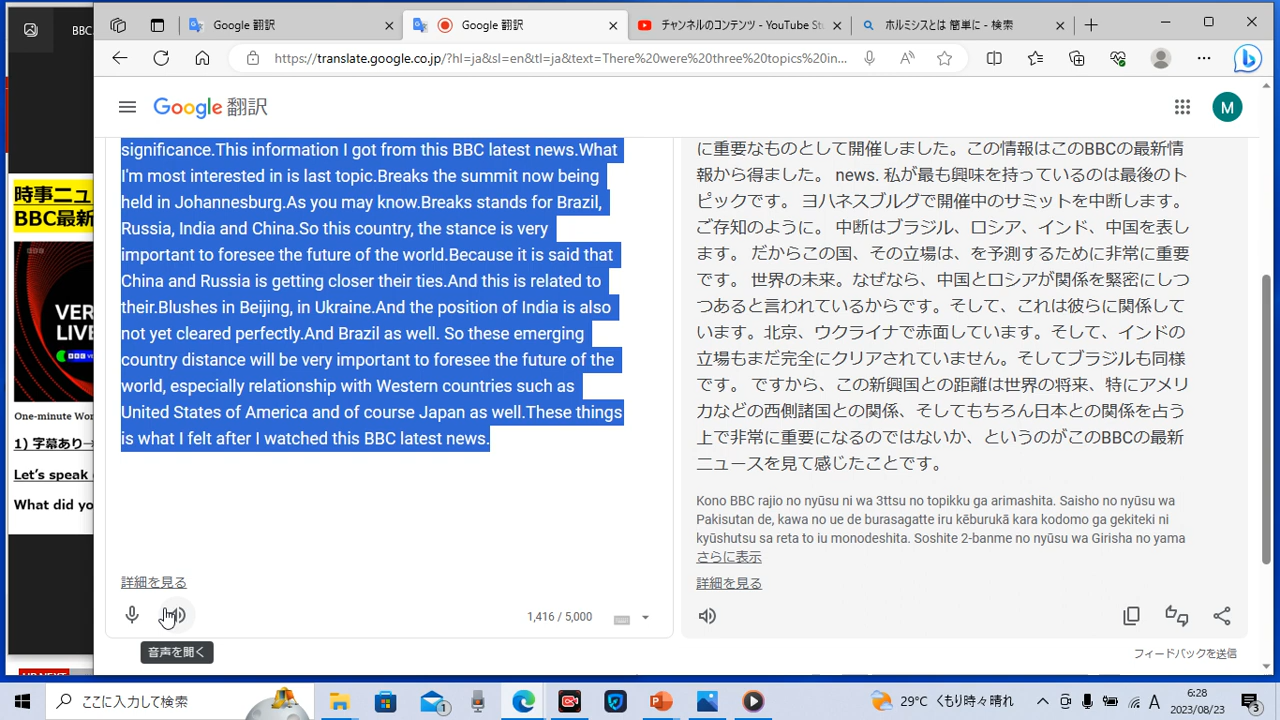 BBC
Google 翻訳
Google 翻訳
チャンネルのコンテンツ - YouTube St
ホルミシスとは 簡単に - 検索
https://translate.google.co.jp/?hl=ja&sl=en&tl=ja&text=There%20were%20three%20topics%20in...
Google 翻訳
M
significance.This information I got from this BBC latest news.What
I'm most interested in is last topic.Breaks the summit now being
held in Johannesburg.As you may know.Breaks stands for Brazil,
Russia, India and China.So this country, the stance is very
important to foresee the future of the world.Because it is said that
China and Russia is getting closer their ties.And this is related to
their.Blushes in Beijing, in Ukraine.And the position of India is also
not yet cleared perfectly.And Brazil as well. So these emerging
country distance will be very important to foresee the future of the
world, especially relationship with Western countries such as
United States of America and of course Japan as well.These things
is what I felt after I watched this BBC latest news.
詳細を見る
1,416 / 5,000
音声を聞く
に重要なものとして開催しました。この情報はこのBBCの最新情
報から得ました。 news. 私が最も興味を持っているのは最後のト
ピックです。 ヨハネスブルグで開催中のサミットを中断します。
ご存知のように。 中断はブラジル、ロシア、インド、中国を表し
ます。 だからこの国、その立場は、を予測するために非常に重要
です。 世界の未来。なぜなら、中国とロシアが関係を緊密にしつ
つあると言われているからです。そして、これは彼らに関係して
います。北京、ウクライナで赤面しています。そして、インドの
立場もまだ完全にクリアされていません。そしてブラジルも同様
です。 ですから、この新興国との距離は世界の将来、特にアメリ
カなどの西側諸国との関係、そしてもちろん日本との関係を占う
上で非常に重要になるのではないか、というのがこのBBCの最新
ニュースを見て感じたことです。
Kono BBC rajio no nyūsu ni wa 3ttsu no topikku ga arimashita. Saisho no nyūsu wa
Pakisutan de, kawa no ue de burasagatte iru kēburukā kara kodomo ga gekiteki ni
kyūshutsu sa reta to iu monodeshita. Soshite 2-banme no nyūsu wa Girisha no yama
さらに表示
詳細を見る
フィードバックを送信
時事ニュ
BBC最新
VER
LIVE
One-minute Wor
1) 字幕あり→
Let's speak
What did yo
UP NEXT
ここに入力して検索
1
29°C くもり時々晴れ
A
6:28
2023/08/23
3